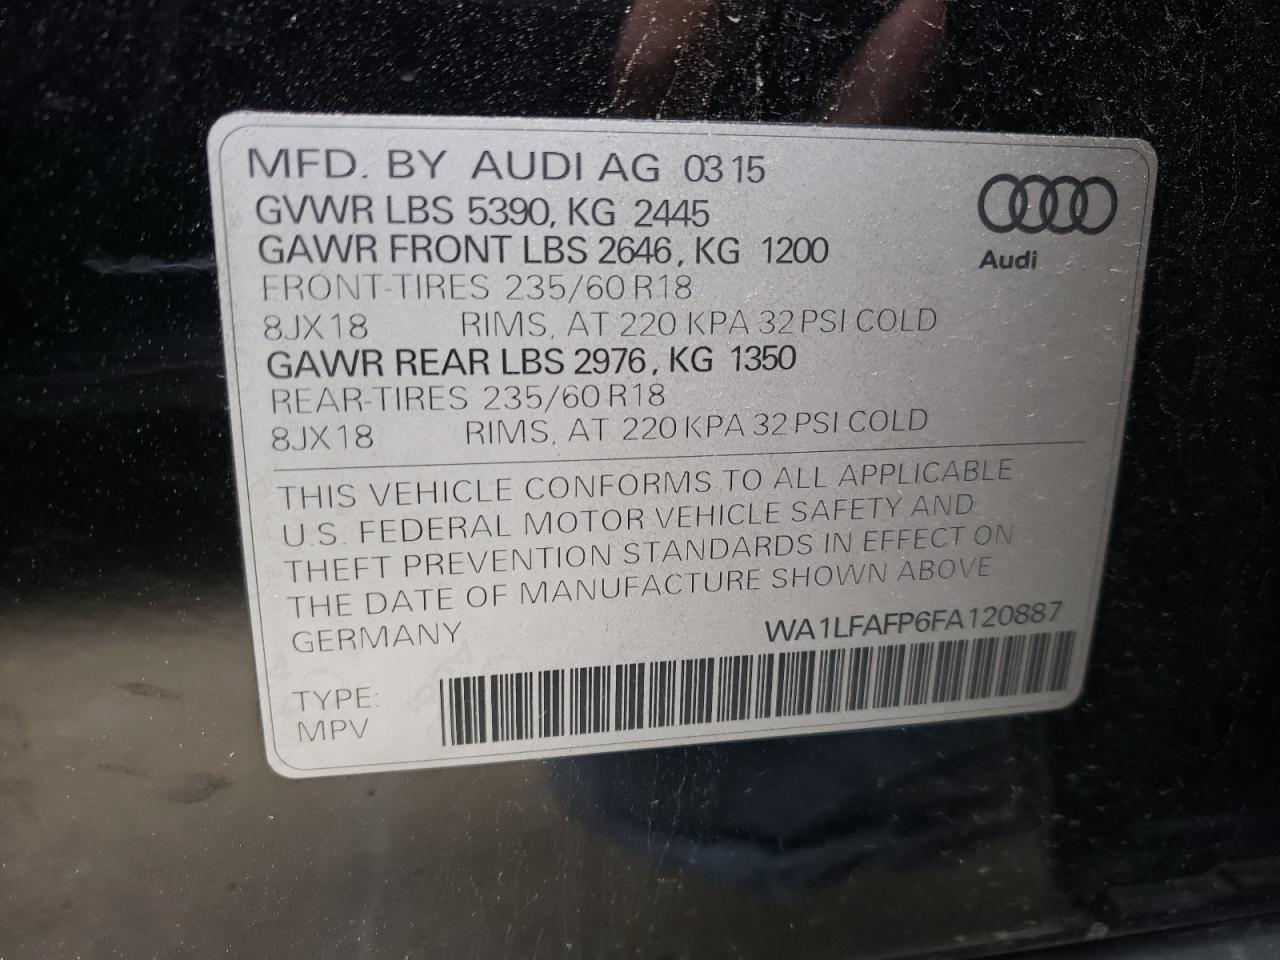 MFD. BY AUDI AG 03 15
GVWR LBS 5390, KG 2445
GAWR FRONT LBS 2646, KG 1200
FRONT-TIRES 235/60 R18
8JX18 RIMS, AT 220 KPA 32 PSI COLD
GAWR REAR LBS 2976, KG 1350
REAR-TIRES 235/60 R18
8JX18 RIMS, AT 220 KPA 32 PSI COLD
Audi
THIS VEHICLE CONFORMS TO ALL APPLICABLE
U.S. FEDERAL MOTOR VEHICLE SAFETY AND
THEFT PREVENTION STANDARDS IN EFFECT ON
THE DATE OF MANUFACTURE SHOWN ABOVE
GERMANY WA1LFAFP6FA120887
TYPE:
MPV